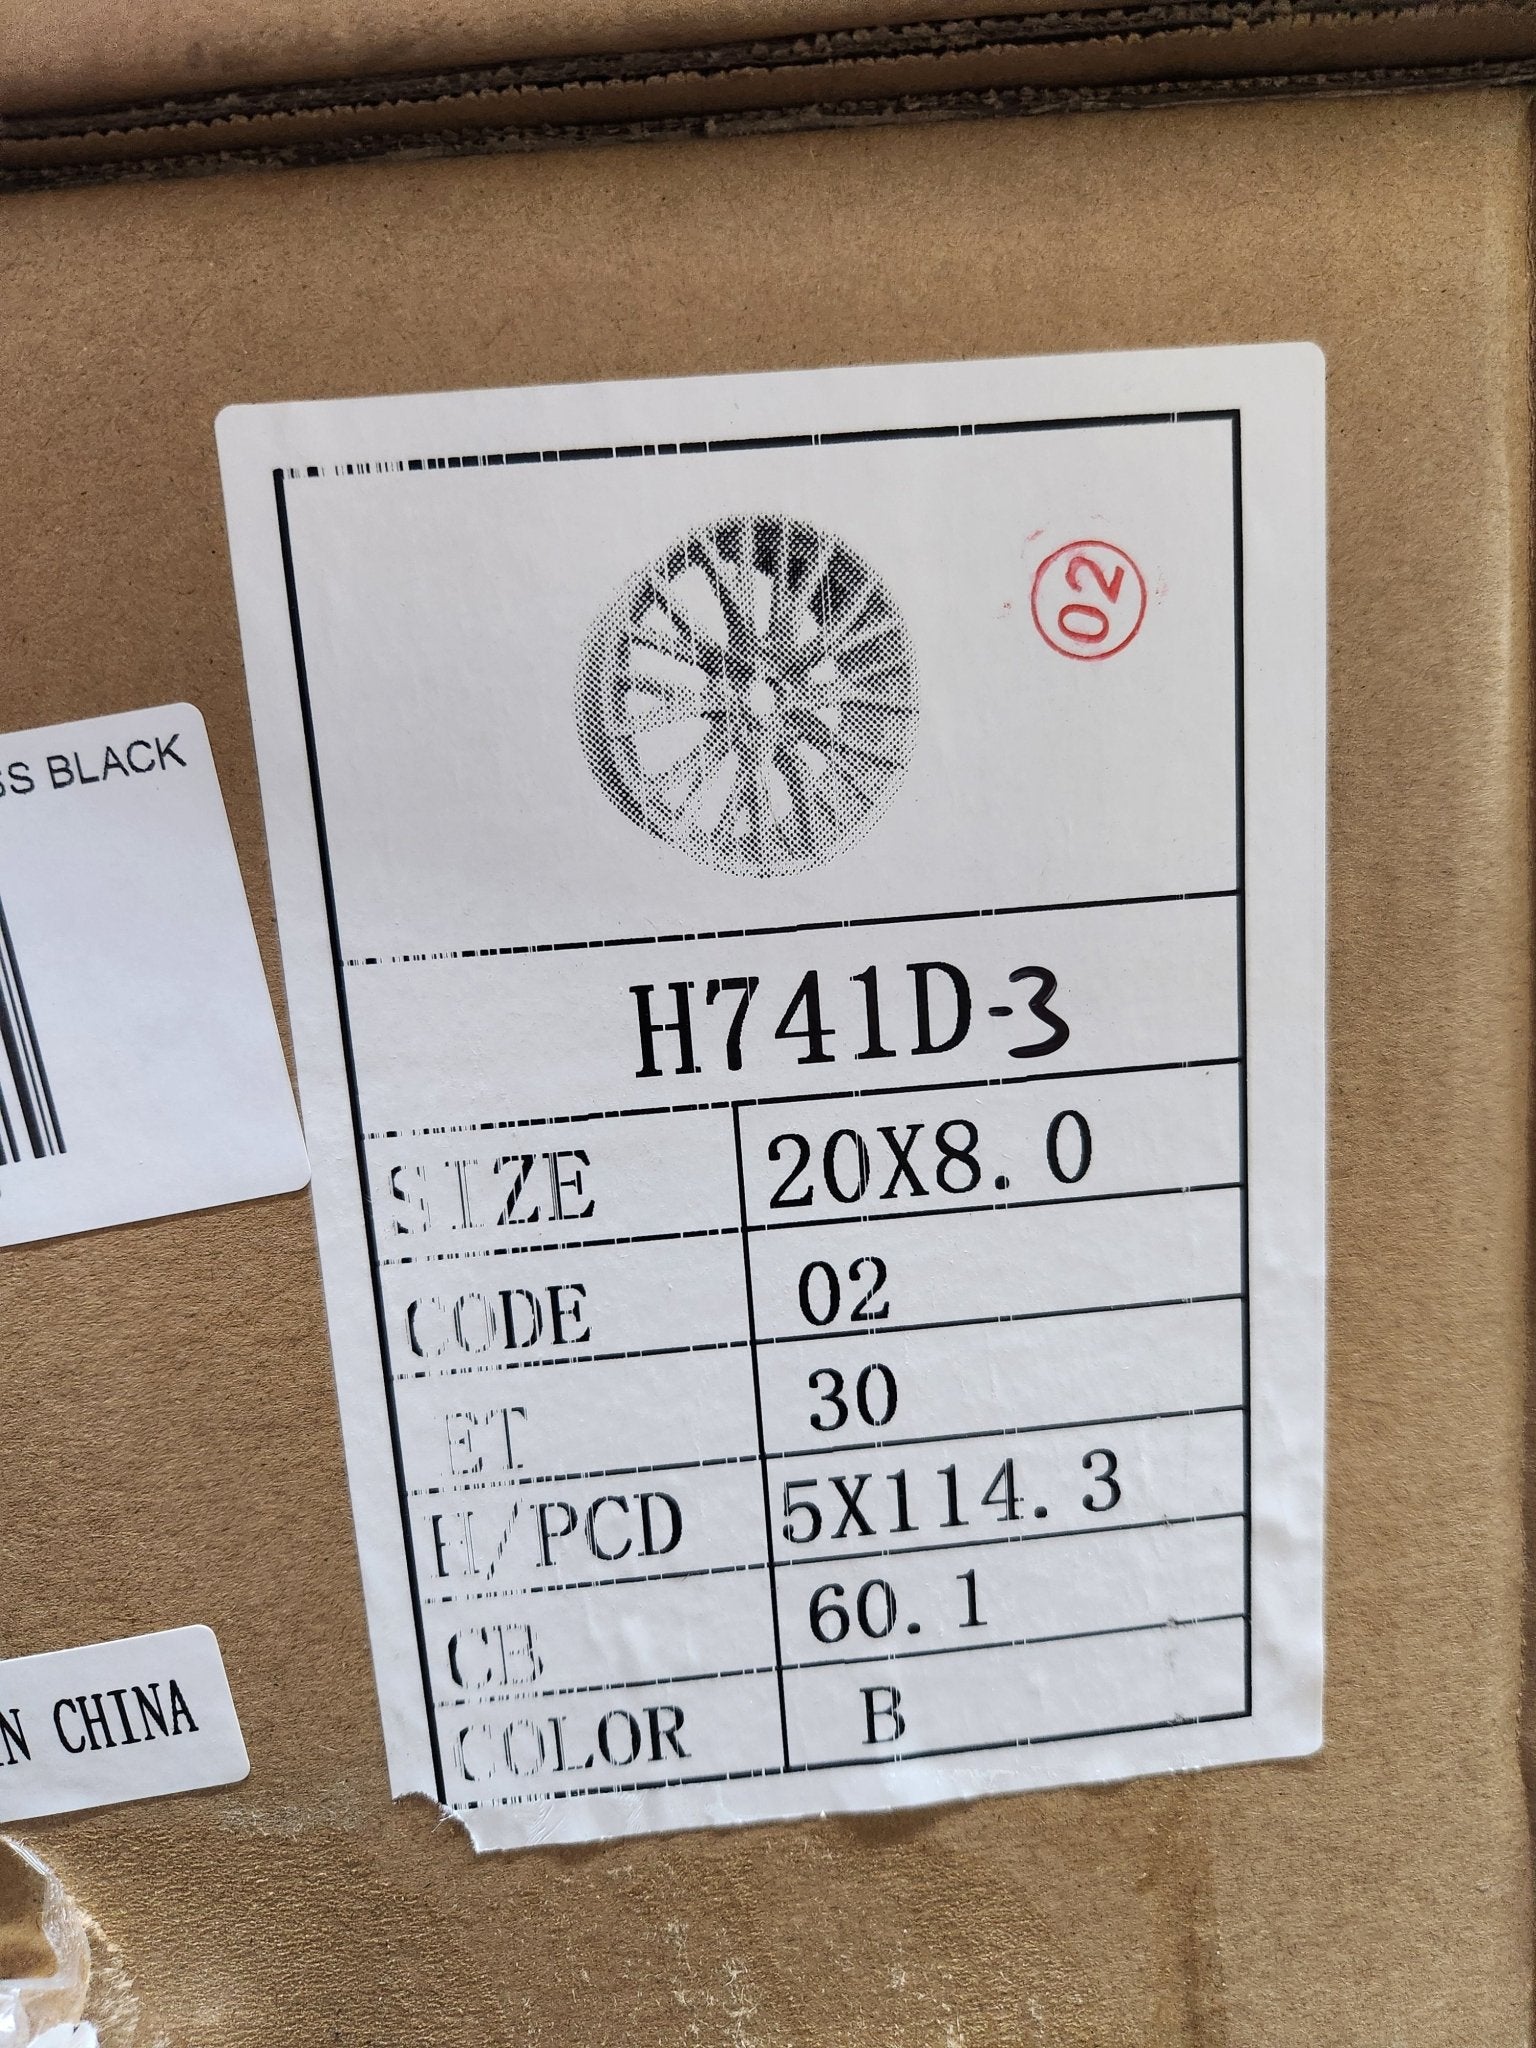 02
SS BLACK
H741D-3
SIZE 20X8.0
CODE 02
ET 30
H/PCD 5X114.3
CB 60.1
COLOR B
CHINA